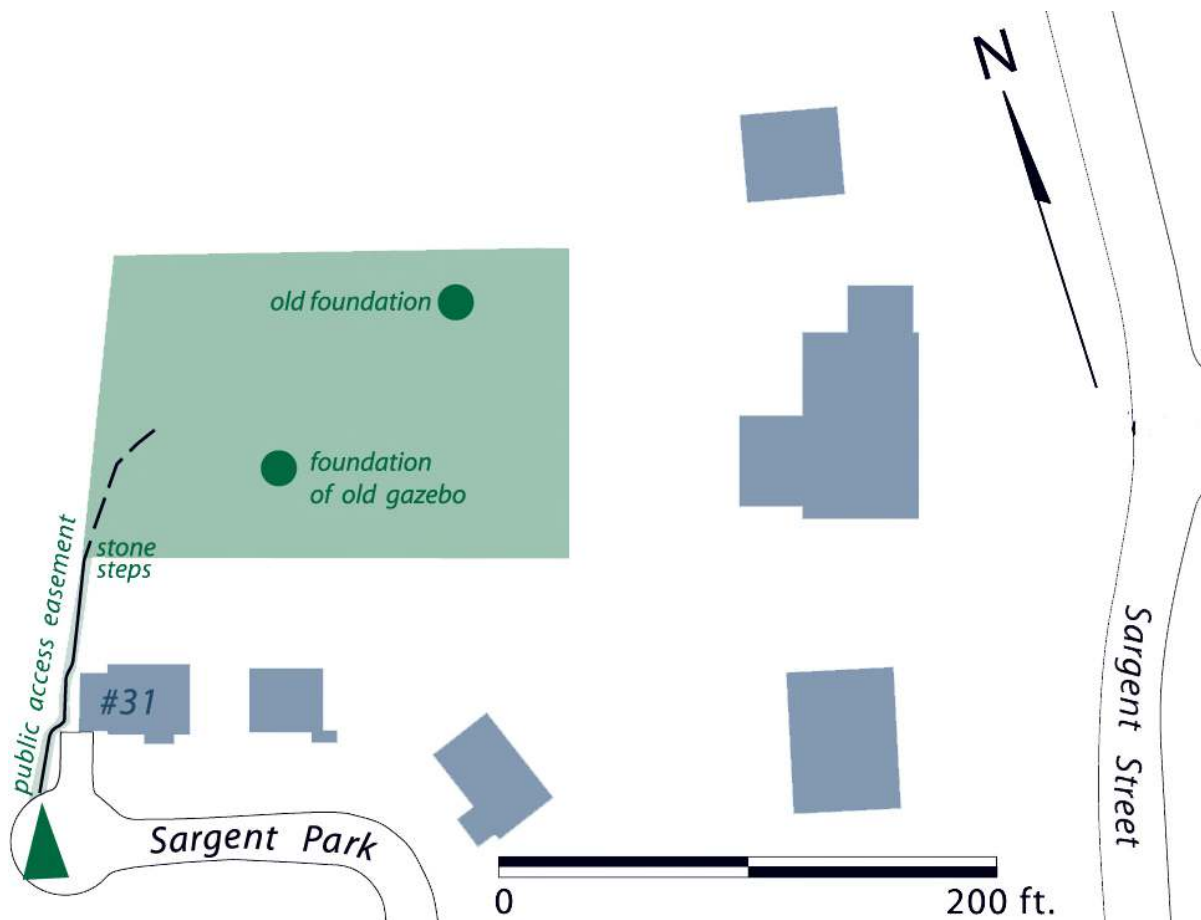 N
old foundation
foundation
of old gazebo
stone
steps
public access easement
#31
Sargent Park
Sargent Street
0
200 ft.